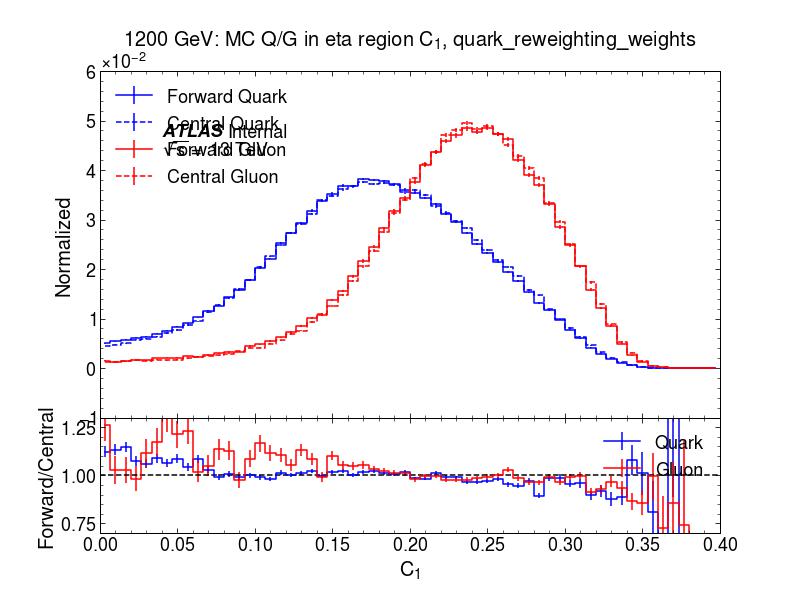 1200 GeV: MC Q/G in eta region C₁, quark_reweighting_weights
×10⁻²
6
5
4
3
2
1
0
−1
Normalized
Forward Quark
Central Quark
ATLAS Internal
√s = 13 TeV
Forward Gluon
Central Gluon
1.25
1.00
0.75
Forward/Central
Quark
Gluon
0.00 0.05 0.10 0.15 0.20 0.25 0.30 0.35 0.40
C₁